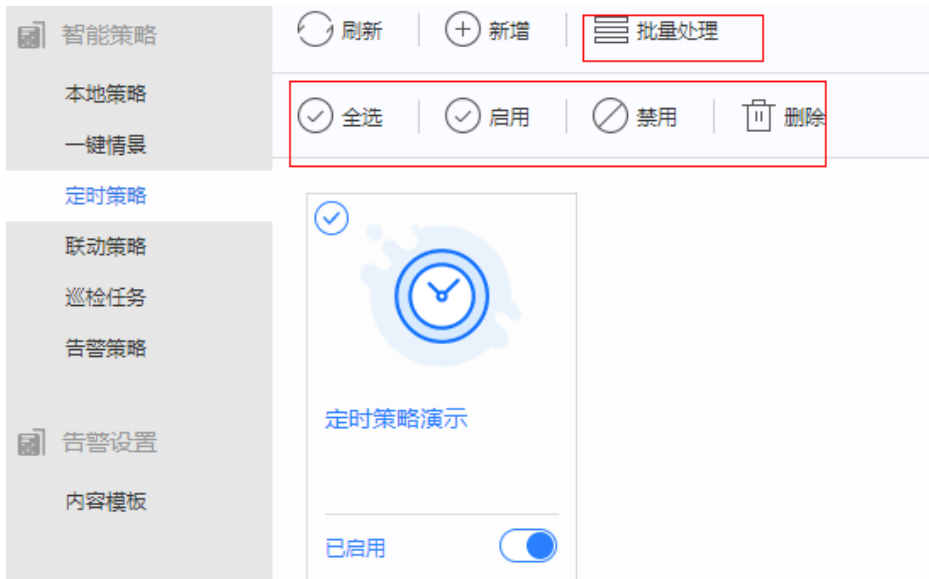 智能策略
本地策略
一键情景
定时策略
联动策略
巡检任务
告警策略
告警设置
内容模板
刷新 新增 批量处理
全选 启用 禁用 删除
定时策略演示
已启用